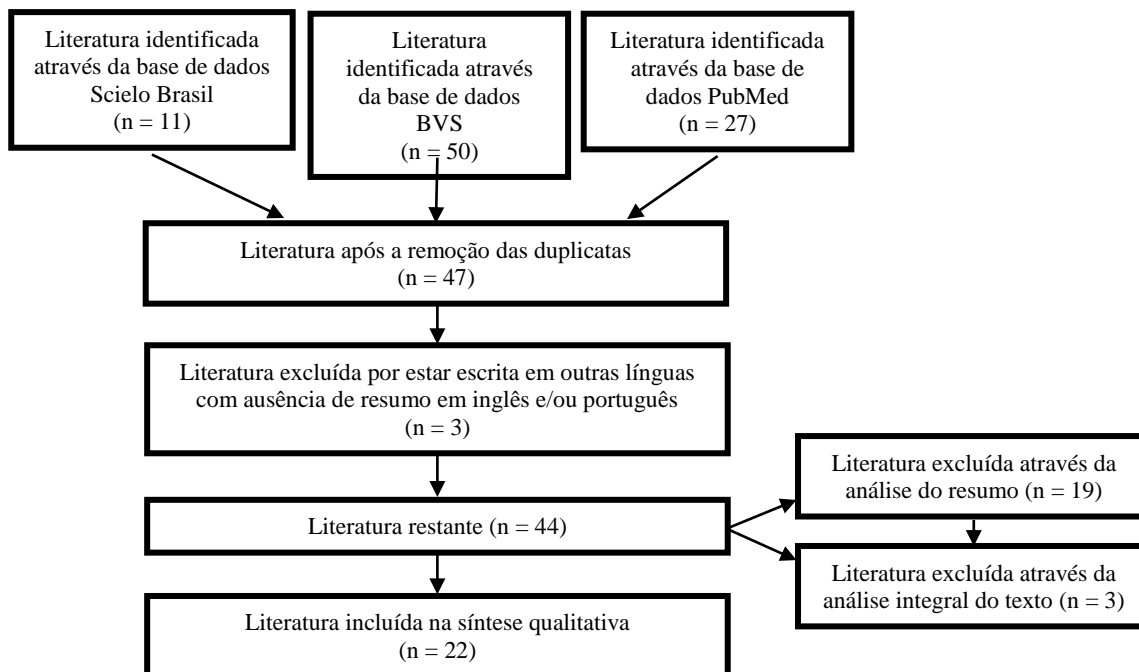 Literatura identificada
através da base de dados
Scielo Brasil
(n = 11)
Literatura
identificada através
da base de dados
BVS
(n = 50)
Literatura identificada
através da base de
dados PubMed
(n = 27)
Literatura após a remoção das duplicatas
(n = 47)
Literatura excluída por estar escrita em outras línguas
com ausência de resumo em inglês e/ou português
(n = 3)
Literatura restante (n = 44)
Literatura excluída através da
análise do resumo (n = 19)
Literatura excluída através da
análise integral do texto (n = 3)
Literatura incluída na síntese qualitativa
(n = 22)